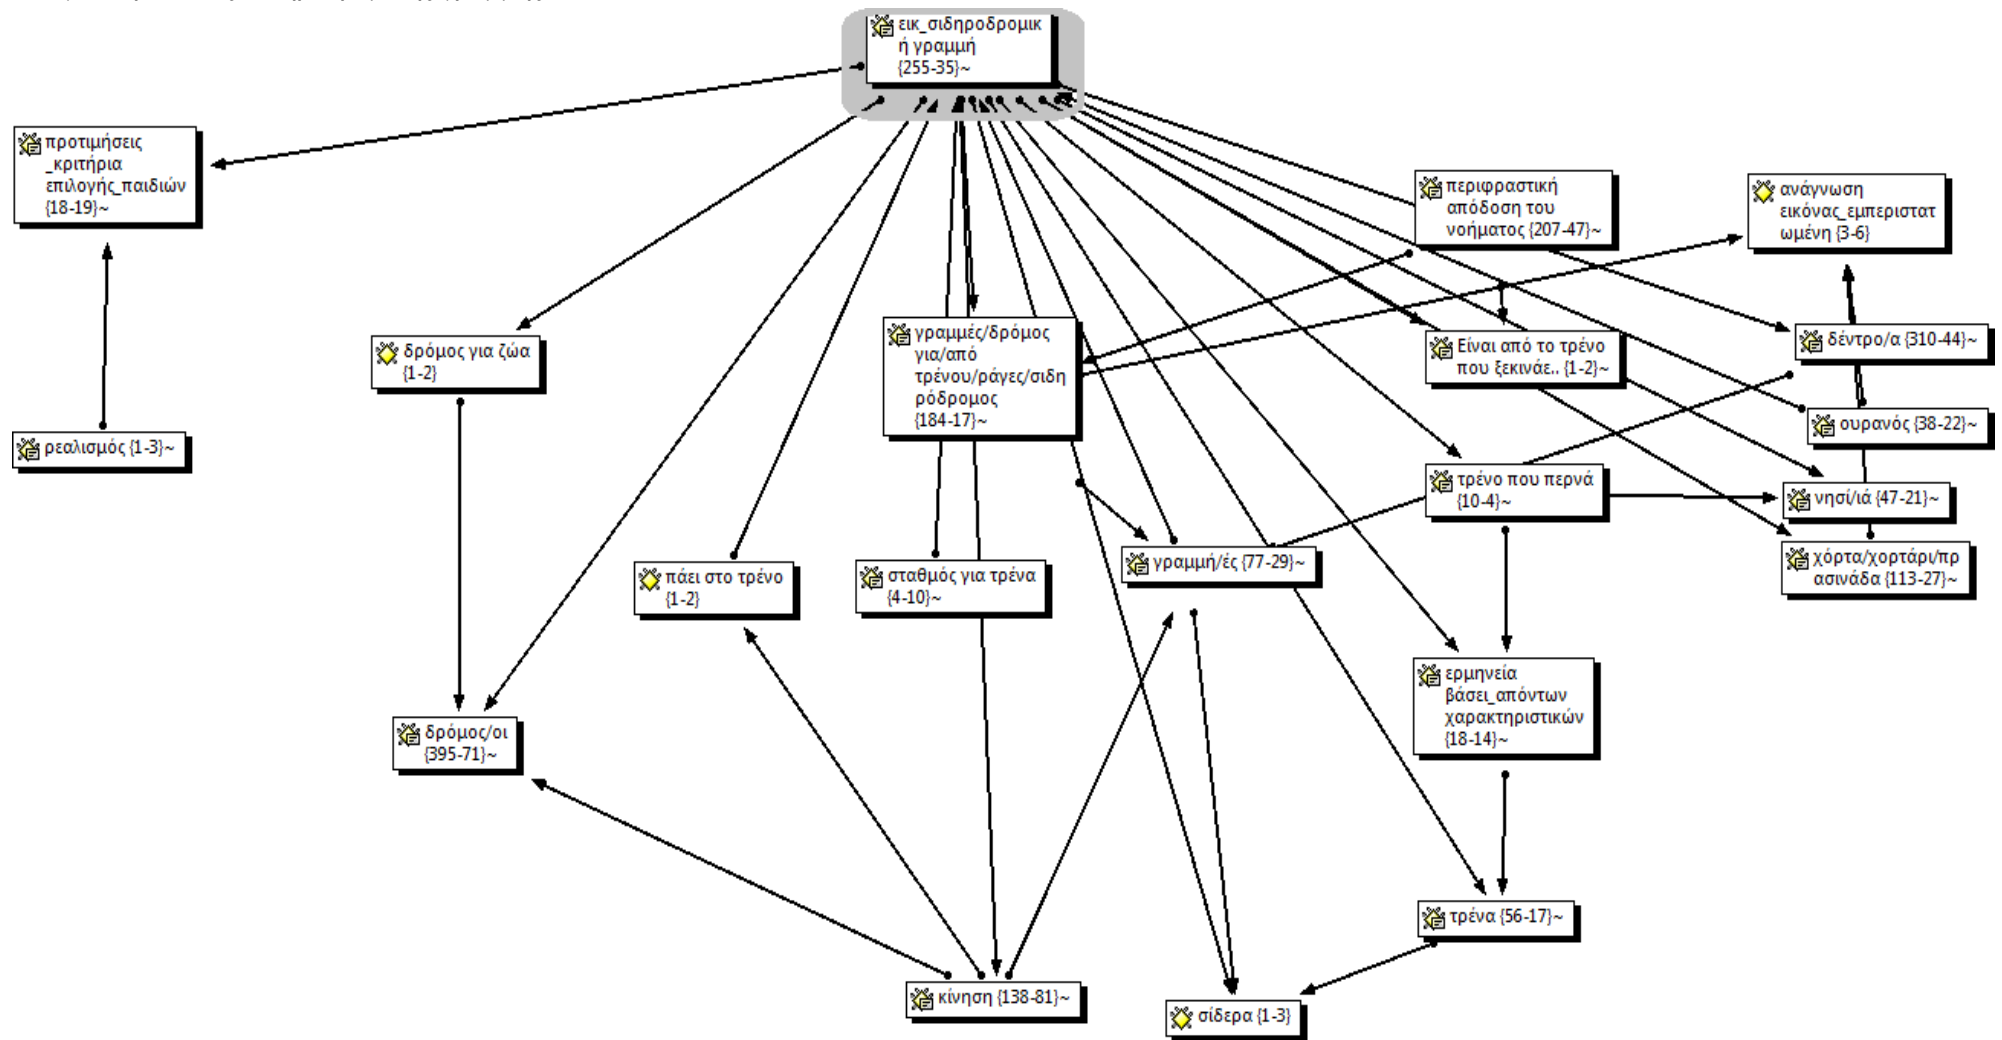 εικ_σιδηροδρομικ
ή γραμμή
{255-35}~
προτιμήσεις
_κριτήρια
επιλογής_παιδιών
{18-19}~
περιφραστική
απόδοση του
νοήματος {207-47}~
ανάγνωση
εικόνας_εμπεριστατ
ωμένη {3-6}
δρόμος για ζώα
{1-2}
γραμμές/δρόμος
για/από
τρένου/ράγες/σιδη
ρόδρομος
{184-17}~
Είναι από το τρένο
που ξεκινάε.. {1-2}~
δέντρο/α {310-44}~
ουρανός {38-22}~
ρεαλισμός {1-3}~
τρένο που περνά
{10-4}~
νησί/ιά {47-21}~
χόρτα/χορτάρι/πρ
ασινάδα {113-27}~
πάει στο τρένο
{1-2}
σταθμός για τρένα
{4-10}~
γραμμή/ές {77-29}~
ερμηνεία
βάσει_απόντων
χαρακτηριστικών
{18-14}~
δρόμος/οι
{395-71}~
τρένα {56-17}~
κίνηση {138-81}~
σίδερα {1-3}